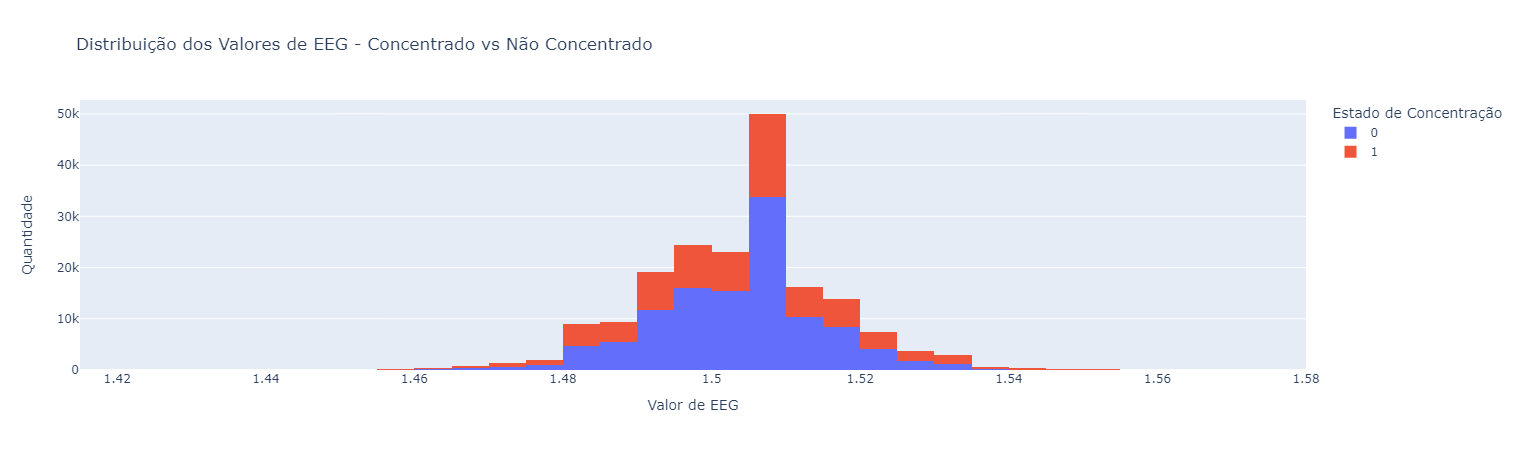 Distribuição dos Valores de EEG - Concentrado vs Não Concentrado
50k
40k
30k
20k
10k
0
Quantidade
1.42 1.44 1.46 1.48 1.5 1.52 1.54 1.56 1.58
Valor de EEG
Estado de Concentração
0
1